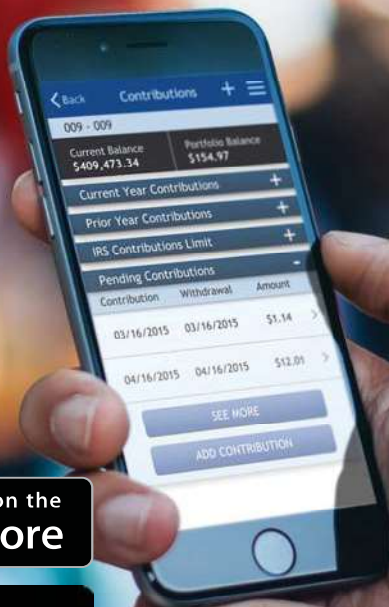 Back Contributions
009 - 009
Current Balance Portfolio Balance
$409,473.34 $154.97
Current Year Contributions +
Prior Year Contributions +
IRS Contributions Limit +
Pending Contributions -
Contribution Withdrawal Amount
03/16/2015 03/16/2015 $1.14
04/16/2015 04/16/2015 $12.01
SEE MORE
ADD CONTRIBUTION
on the
ore